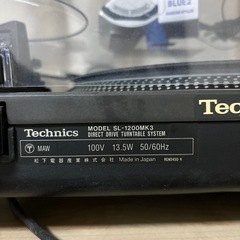 BLUE2
Tec
Technics
MODEL SL-1200MK3
DIRECT DRIVE TURNTABLE SYSTEM
MAW
100V 13.5W 50/60Hz
松下電器産業株式会社 Made in Japan